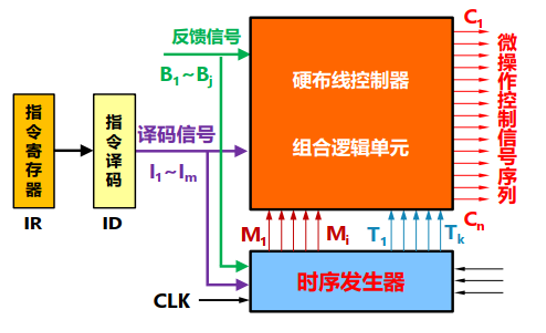 反馈信号
B1~Bj
C1
硬布线控制器
组合逻辑单元
微操作控制信号序列
指令寄存器
指令译码
译码信号
I1~Im
IR
ID
Cn
M1
Mi
T1
Tk
时序发生器
CLK